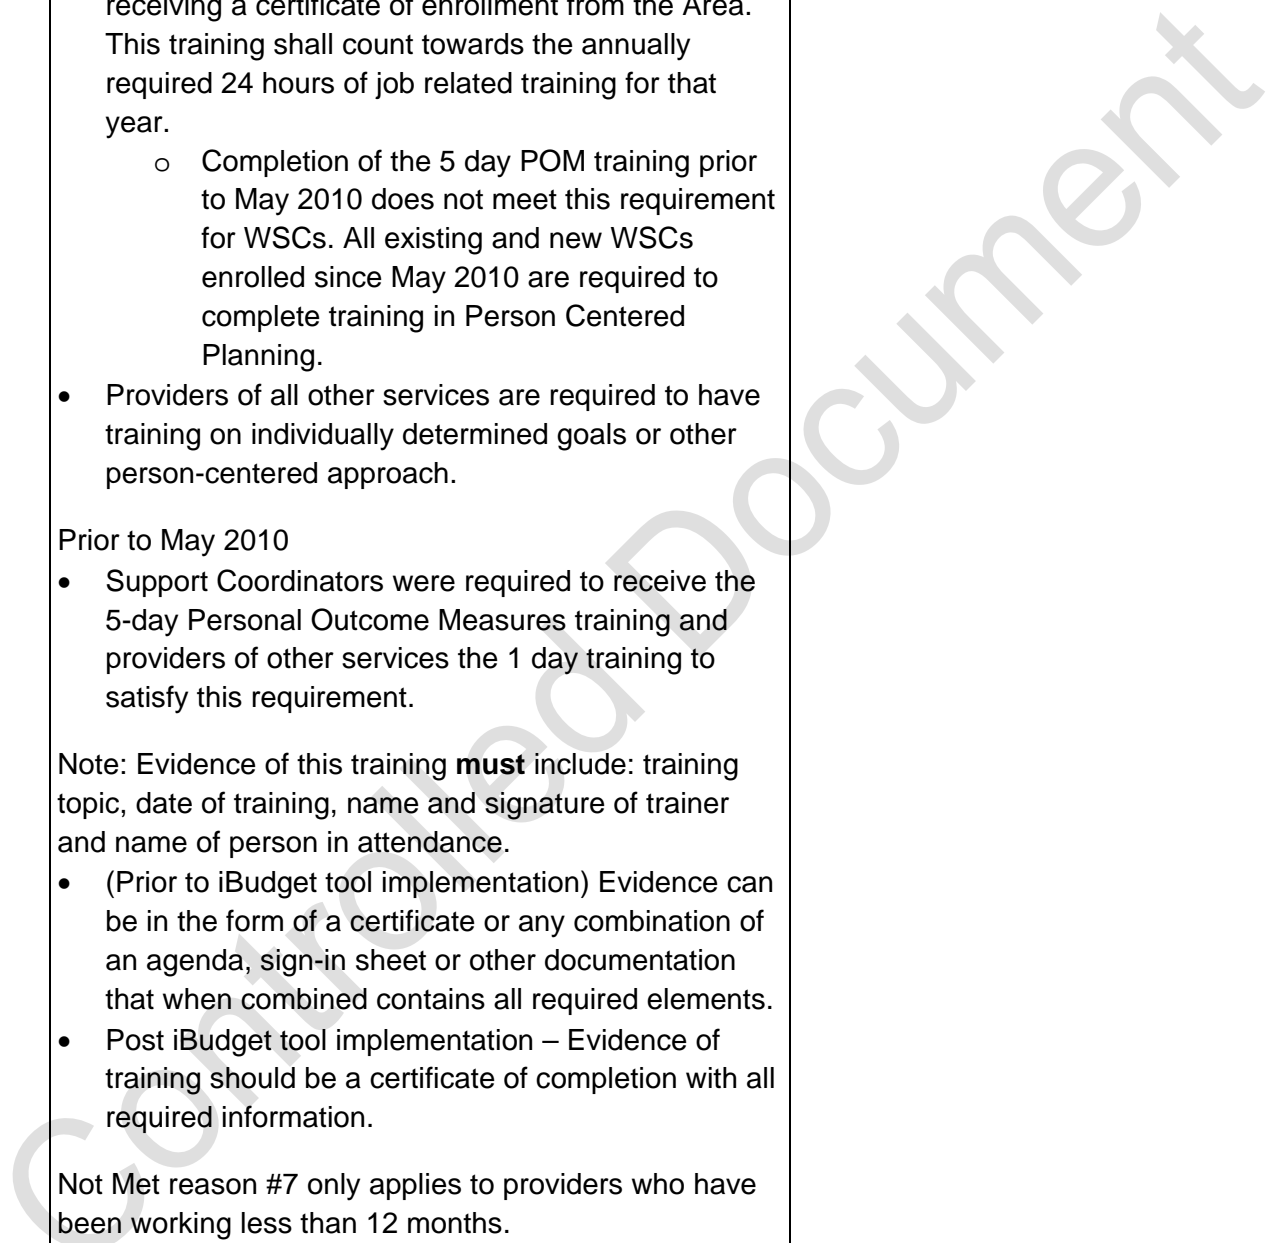 receiving a certificate of enrollment from the Area.
This training shall count towards the annually
required 24 hours of job related training for that
year.
o Completion of the 5 day POM training prior
to May 2010 does not meet this requirement
for WSCs. All existing and new WSCs
enrolled since May 2010 are required to
complete training in Person Centered
Planning.
• Providers of all other services are required to have
training on individually determined goals or other
person-centered approach.
Prior to May 2010
• Support Coordinators were required to receive the
5-day Personal Outcome Measures training and
providers of other services the 1 day training to
satisfy this requirement.
Note: Evidence of this training must include: training
topic, date of training, name and signature of trainer
and name of person in attendance.
• (Prior to iBudget tool implementation) Evidence can
be in the form of a certificate or any combination of
an agenda, sign-in sheet or other documentation
that when combined contains all required elements.
• Post iBudget tool implementation – Evidence of
training should be a certificate of completion with all
required information.
Not Met reason #7 only applies to providers who have
been working less than 12 months.
Controlled Document